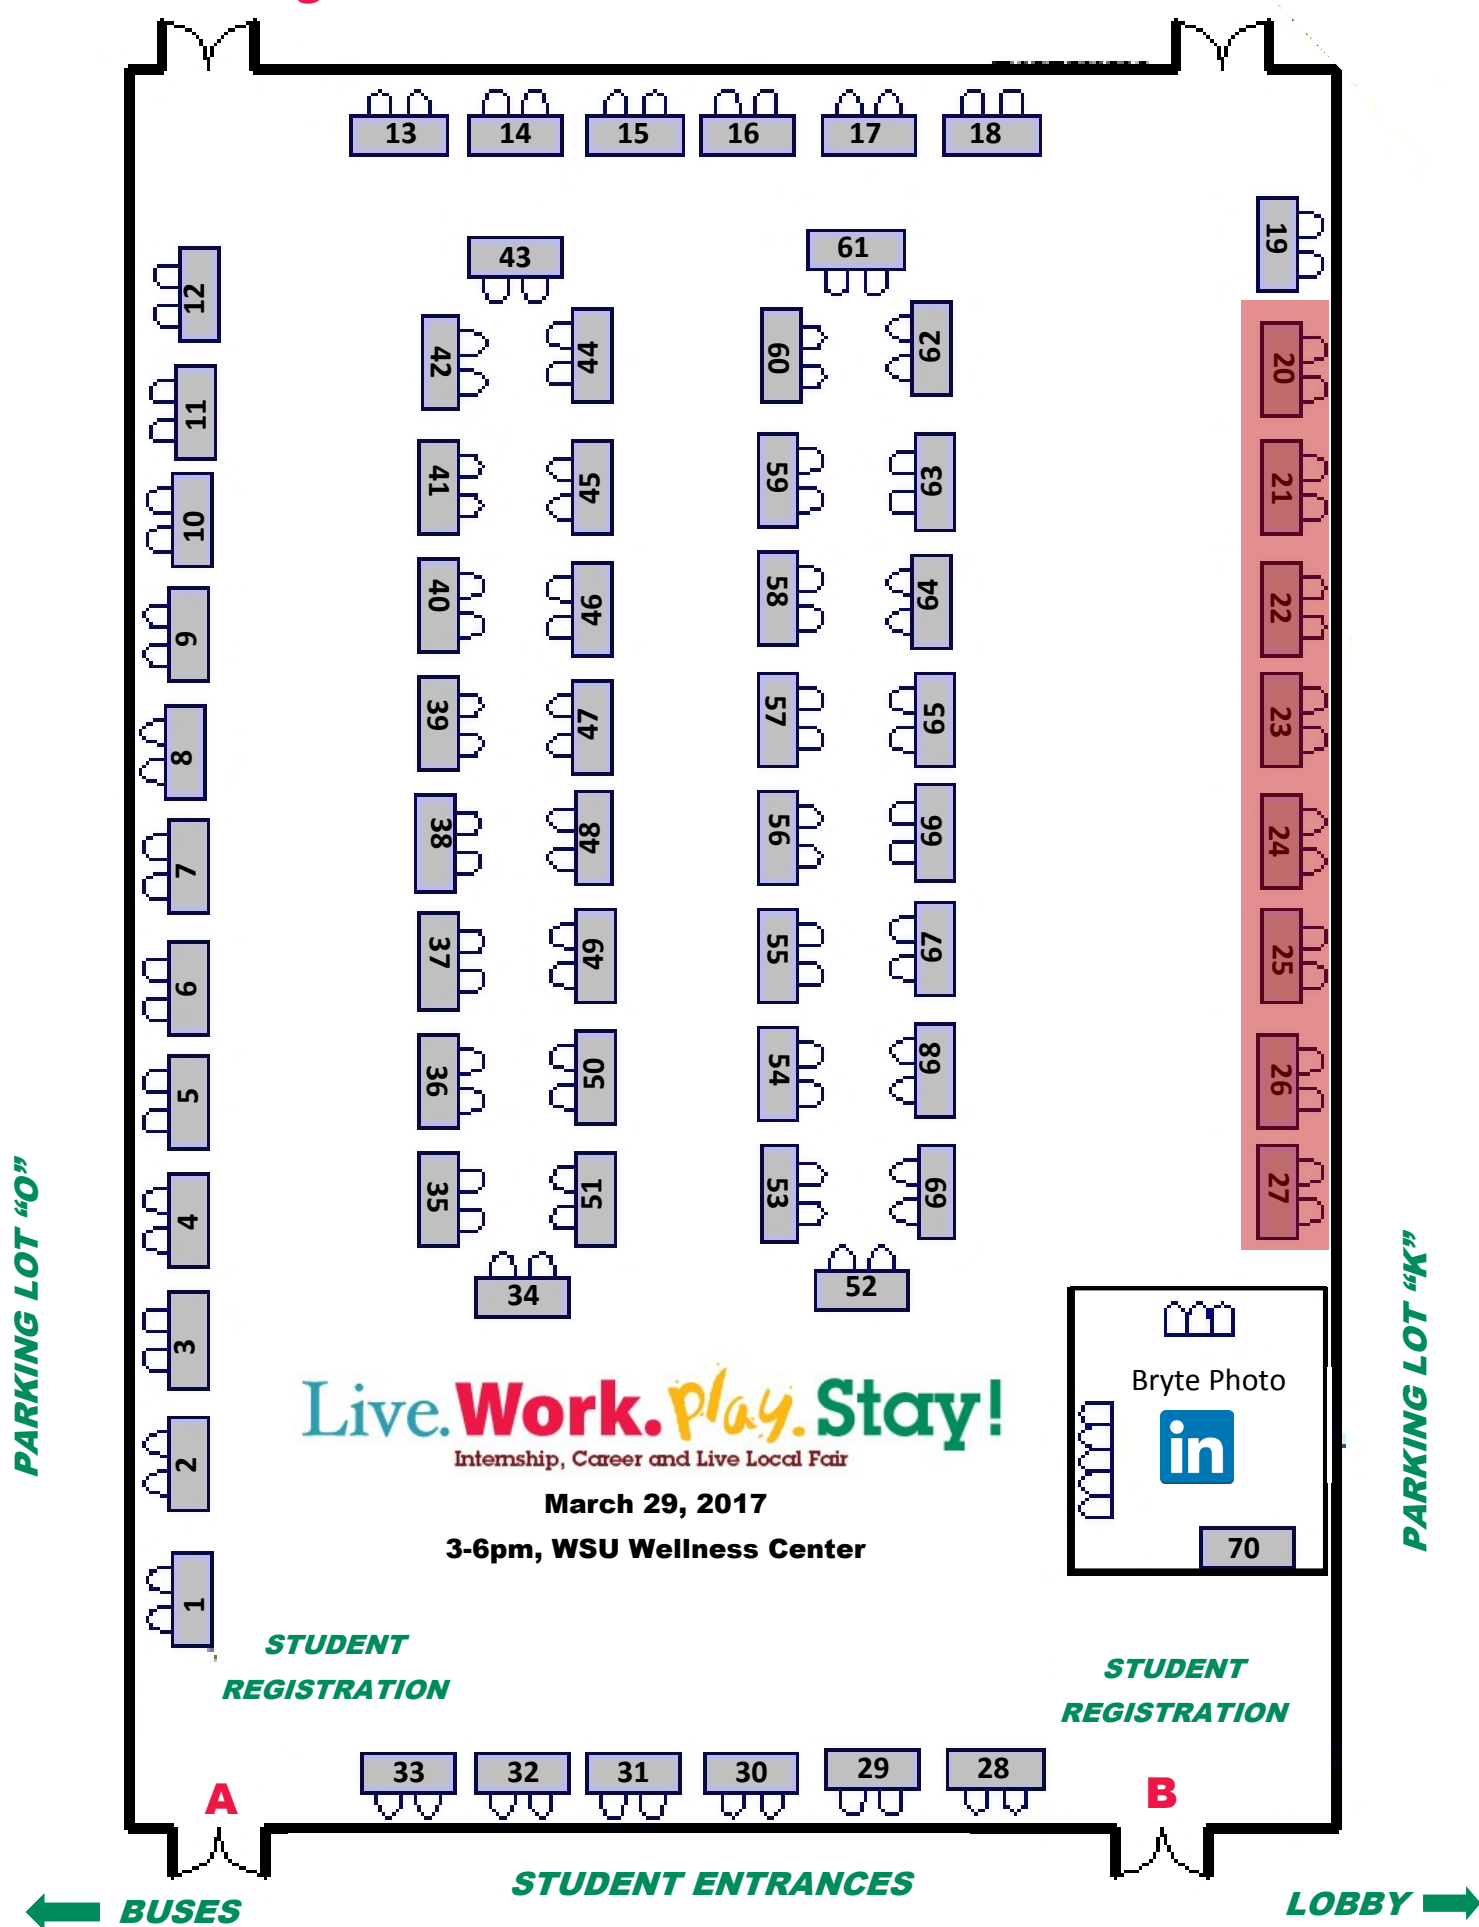 13 14 15 16 17 18
19
43 61
12
42 44 60 62
20
11
41 45 59 63
21
10
40 46 58 64
22
9
39 47 57 65
23
8
38 48 56 66
24
7
37 49 55 67
25
6
36 50 54 68
26
5
35 51 53 69
27
4
34 52
3
PARKING LOT “O”
PARKING LOT “K”
Bryte Photo
Live.Work.Play.Stay!
in
Internship, Career and Live Local Fair
2
March 29, 2017
3-6pm, WSU Wellness Center
70
1
STUDENT
REGISTRATION
STUDENT
REGISTRATION
33 32 31 30 29 28
A B
STUDENT ENTRANCES
BUSES
LOBBY